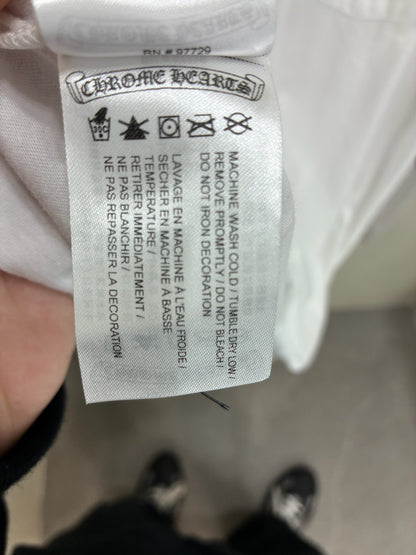 RN # 97729
CHROME HEARTS
MACHINE WASH COLD / TUMBLE DRY LOW /
REMOVE PROMPTLY / DO NOT BLEACH /
DO NOT IRON DECORATION
LAVAGE EN MACHINE À L'EAU FROIDE /
SECHER EN MACHINE À BASSE
TEMPERATURE /
RETIRER IMMÉDIATEMENT /
NE PAS BLANCHIR /
NE PAS REPASSER LA DECORATION